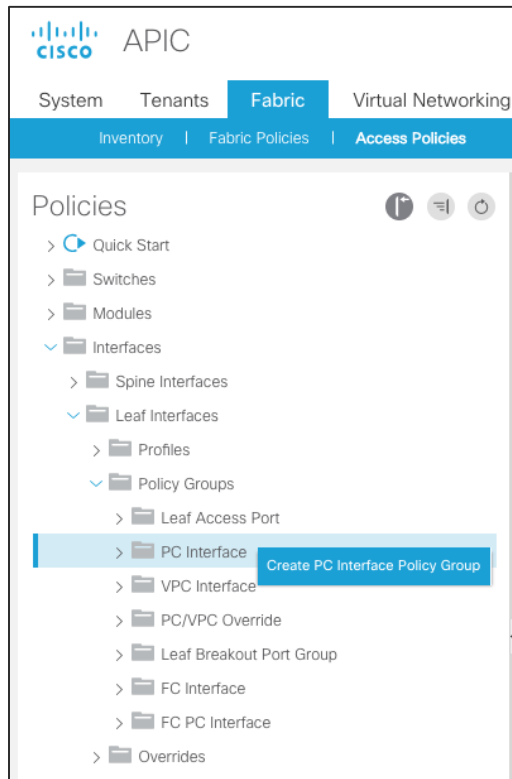 CISCO
APIC
System Tenants Fabric Virtual Networking
Inventory | Fabric Policies | Access Policies
Policies
Quick Start
Switches
Modules
Interfaces
Spine Interfaces
Leaf Interfaces
Profiles
Policy Groups
Leaf Access Port
PC Interface
Create PC Interface Policy Group
VPC Interface
PC/VPC Override
Leaf Breakout Port Group
FC Interface
FC PC Interface
Overrides